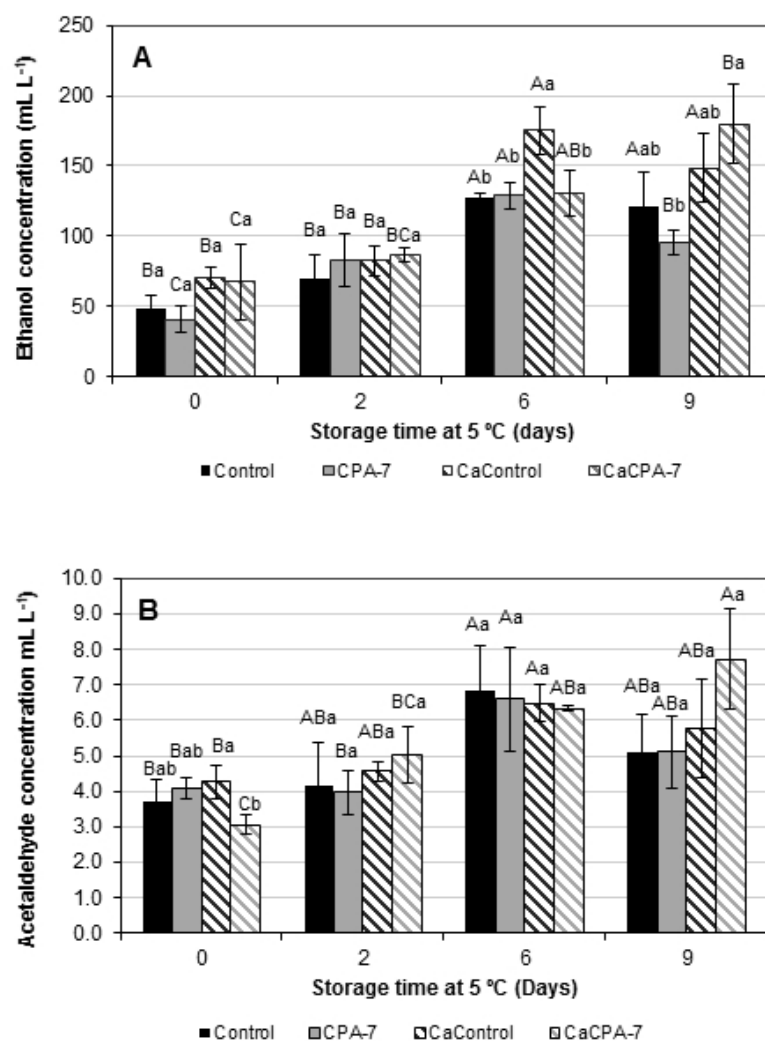 A
Ethanol concentration (mL L⁻¹)
250
200
150
100
50
0
Ba Ca Ba Ca
Ba Ba Ba BCa
Ab Ab Aa ABb
Aab Bb Aab Ba
0 2 6 9
Storage time at 5 ºC (days)
Control CPA-7 CaControl CaCPA-7
B
Acetaldehyde concentration mL L⁻¹)
10.0
9.0
8.0
7.0
6.0
5.0
4.0
3.0
2.0
1.0
0.0
Bab Bab Ba Cb
ABa Ba ABa BCa
Aa Aa Aa ABa
ABa ABa ABa Aa
0 2 6 9
Storage time at 5 ºC (Days)
Control CPA-7 CaControl CaCPA-7